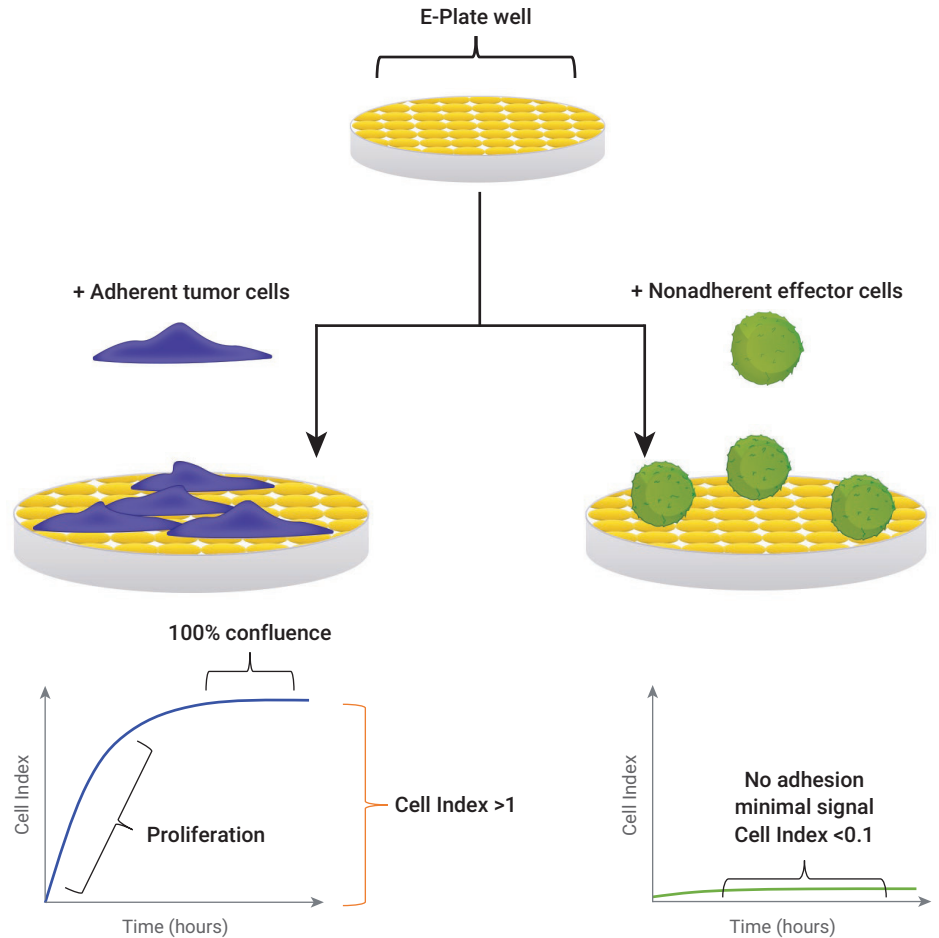 E-Plate well
+ Adherent tumor cells
+ Nonadherent effector cells
100% confluence
Cell Index
Proliferation
Cell Index >1
Time (hours)
Cell Index
No adhesion
minimal signal
Cell Index <0.1
Time (hours)